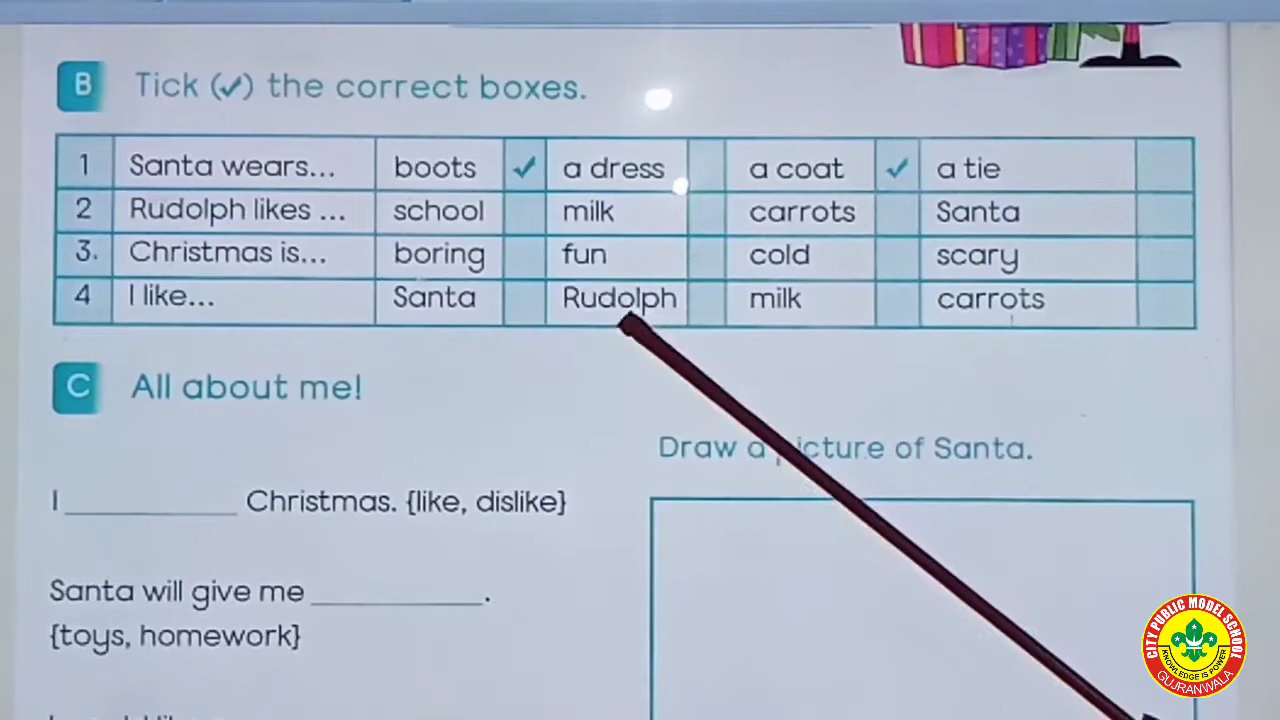 B Tick (✓) the correct boxes.
1 Santa wears... boots ✓ a dress a coat ✓ a tie
2 Rudolph likes ... school milk carrots Santa
3. Christmas is... boring fun cold scary
4 I like... Santa Rudolph milk carrots
C All about me!
Draw a picture of Santa.
I __________ Christmas. {like, dislike}
Santa will give me __________.
{toys, homework}
CITY PUBLIC MODEL SCHOOL
KNOWLEDGE IS POWER
GUJRANWALA